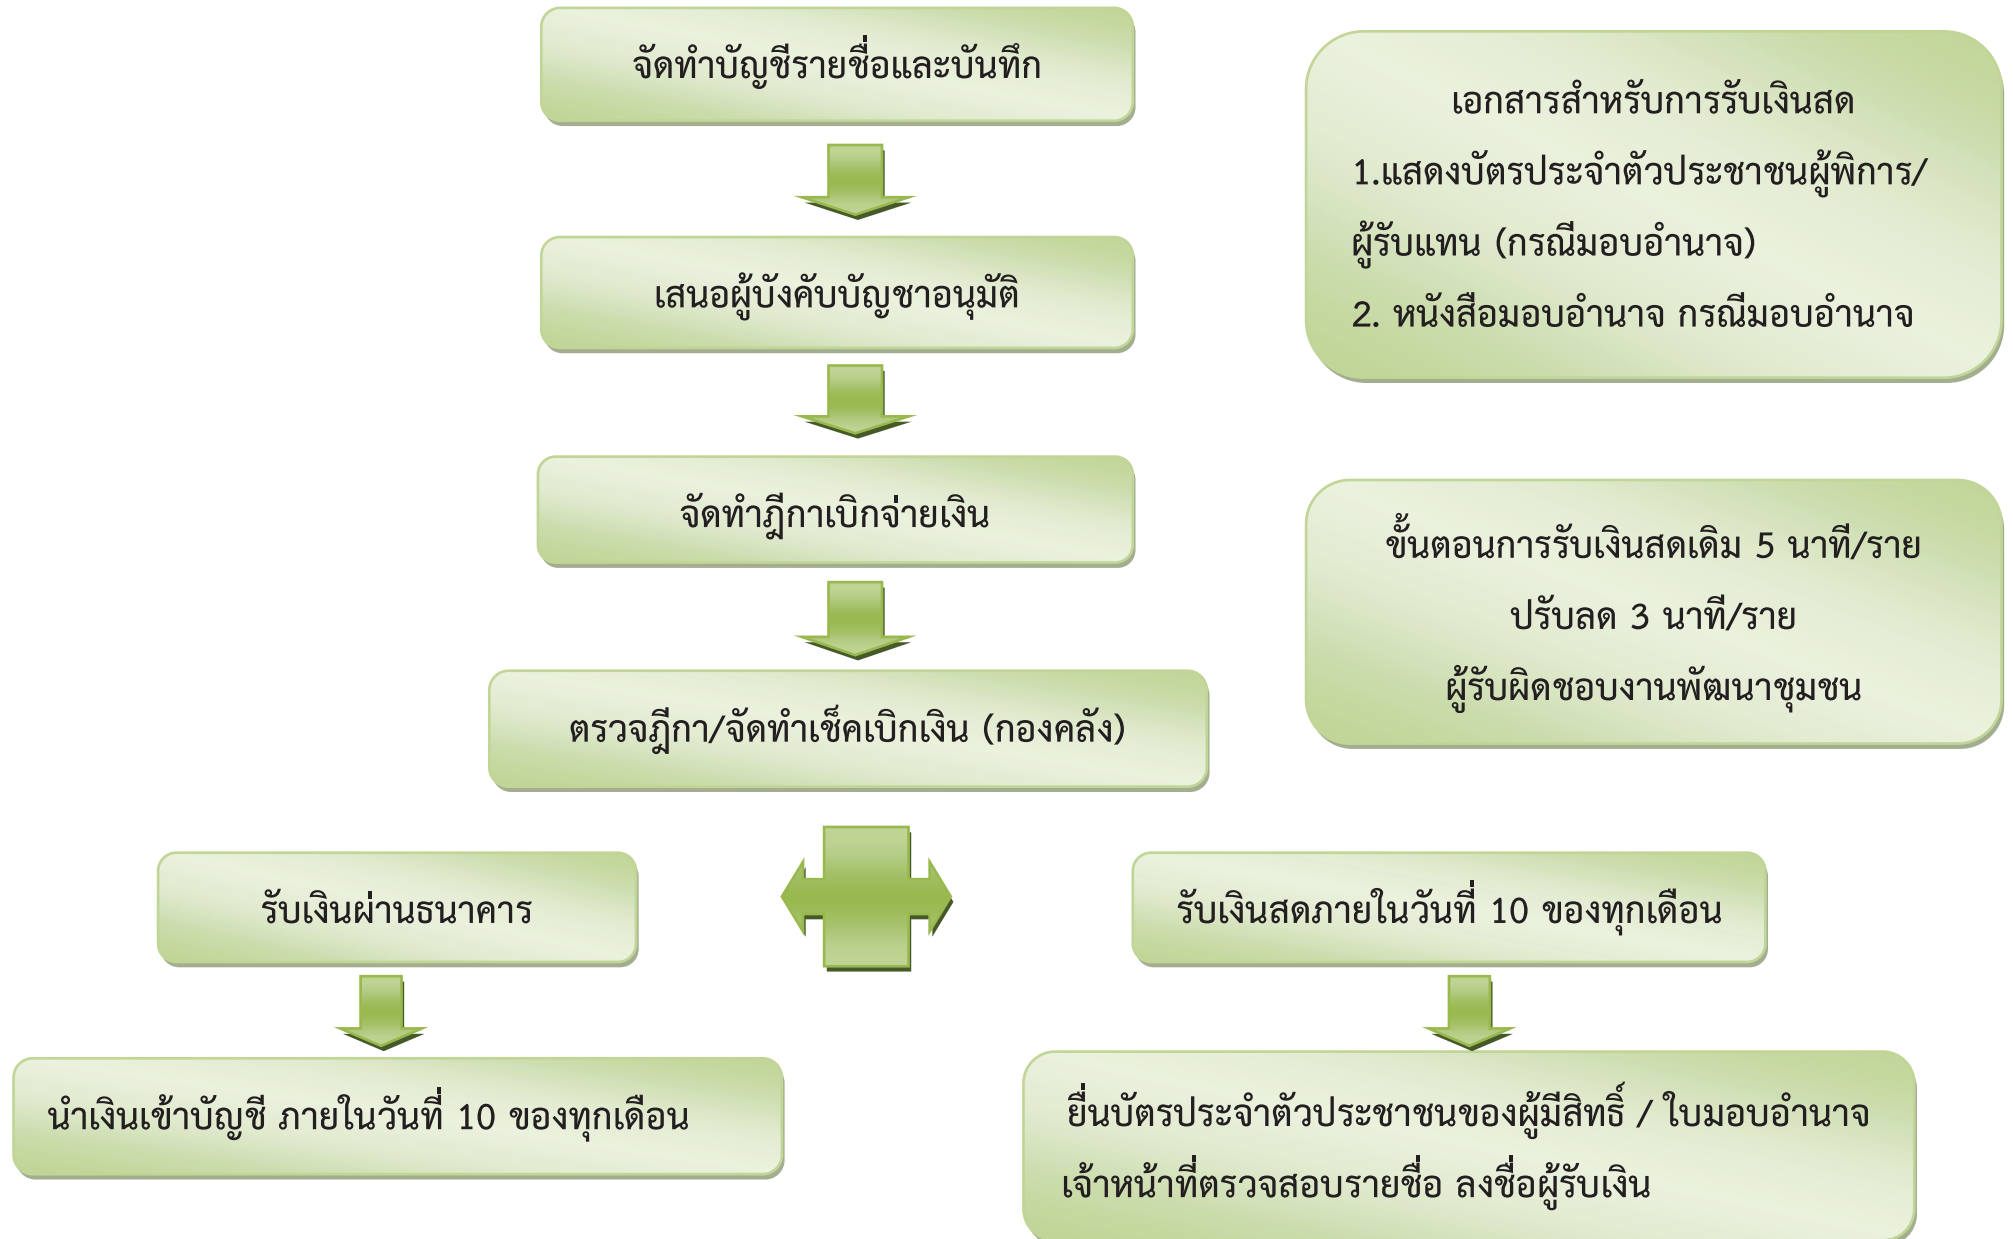 จัดทำบัญชีรายชื่อและบันทึก
เสนอผู้บังคับบัญชาอนุมัติ
จัดทำฎีกาเบิกจ่ายเงิน
ตรวจฎีกา/จัดทำเช็คเบิกเงิน (กองคลัง)
รับเงินผ่านธนาคาร
นำเงินเข้าบัญชี ภายในวันที่ 10 ของทุกเดือน
รับเงินสดภายในวันที่ 10 ของทุกเดือน
ยื่นบัตรประจำตัวประชาชนของผู้มีสิทธิ์ / ใบมอบอำนาจ
เจ้าหน้าที่ตรวจสอบรายชื่อ ลงชื่อผู้รับเงิน
เอกสารสำหรับการรับเงินสด
1.แสดงบัตรประจำตัวประชาชนผู้พิการ/
ผู้รับแทน (กรณีมอบอำนาจ)
2. หนังสือมอบอำนาจ กรณีมอบอำนาจ
ขั้นตอนการรับเงินสดเดิม 5 นาที/ราย
ปรับลด 3 นาที/ราย
ผู้รับผิดชอบงานพัฒนาชุมชน